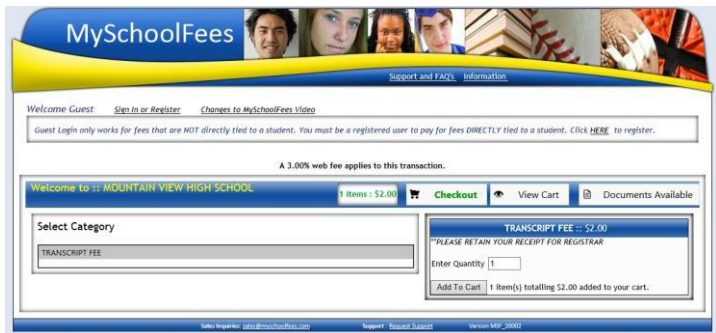 MySchoolFees
Support and FAQ's Information
Welcome Guest Sign In or Register Changes to MySchoolFees Video
Guest Login only works for fees that are NOT directly tied to a student. You must be a registered user to pay for fees DIRECTLY tied to a student. Click HERE to register.
A 3.00% web fee applies to this transaction.
Welcome to :: MOUNTAIN VIEW HIGH SCHOOL 1 items : $2.00 Checkout View Cart Documents Available
Select Category
TRANSCRIPT FEE
TRANSCRIPT FEE :: $2.00
**PLEASE RETAIN YOUR RECEIPT FOR REGISTRAR
Enter Quantity 1
Add To Cart 1 item(s) totalling $2.00 added to your cart.
Sales Inquiries: sales@myschoolfees.com Support : Request Support Version MSF_20002